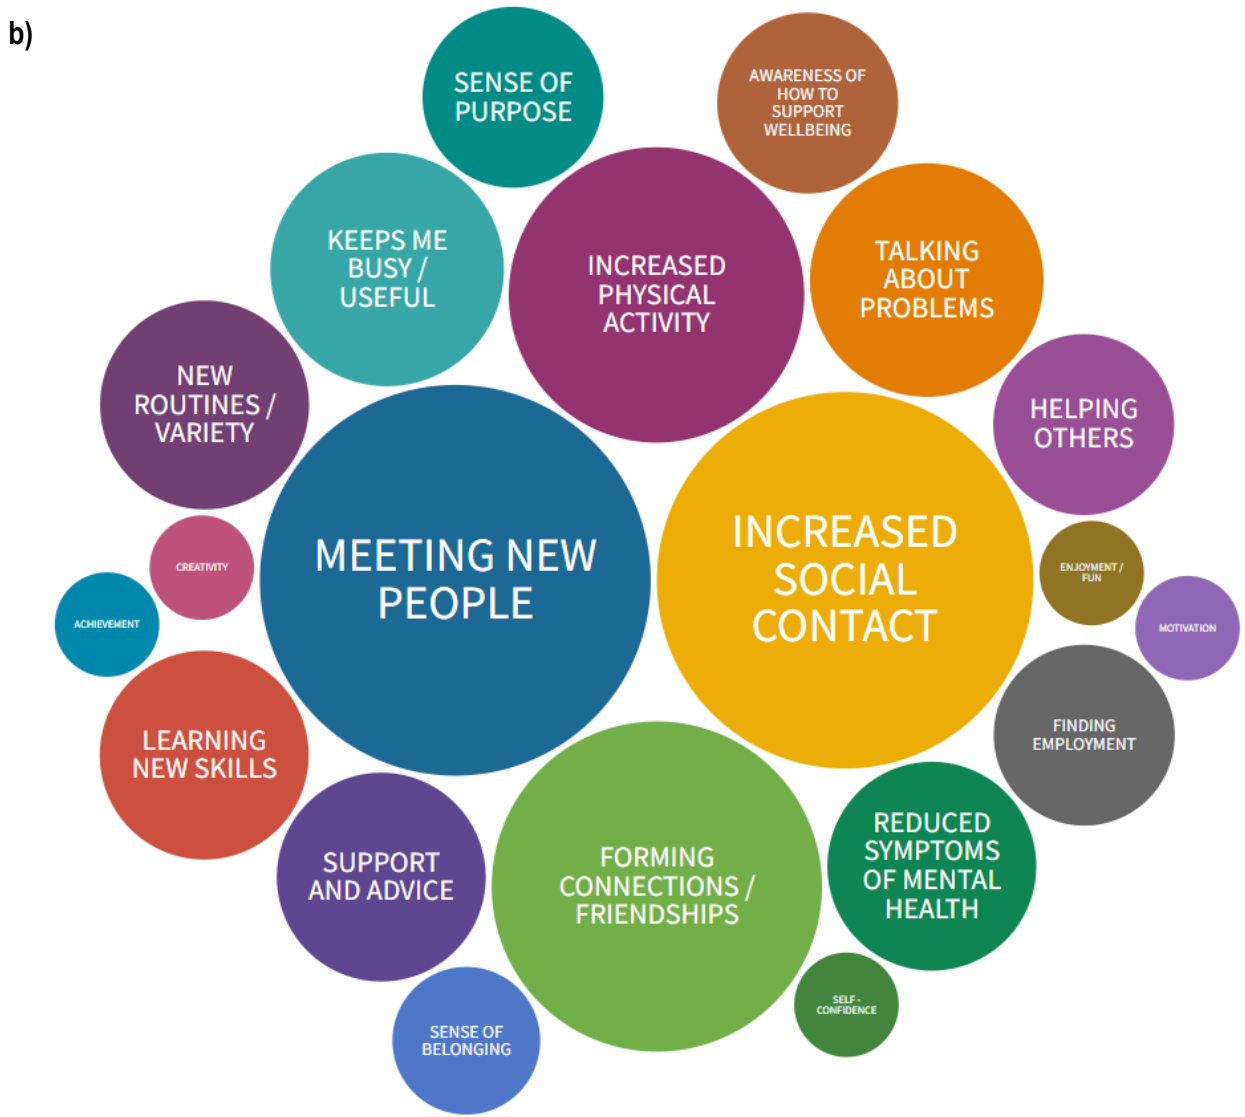 b)
SENSE OF
PURPOSE
AWARENESS OF
HOW TO
SUPPORT
WELLBEING
KEEPS ME
BUSY /
USEFUL
INCREASED
PHYSICAL
ACTIVITY
TALKING
ABOUT
PROBLEMS
NEW
ROUTINES /
VARIETY
HELPING
OTHERS
MEETING NEW
PEOPLE
INCREASED
SOCIAL
CONTACT
CREATIVITY
ENJOYMENT /
FUN
ACHIEVEMENT
MOTIVATION
LEARNING
NEW SKILLS
FINDING
EMPLOYMENT
SUPPORT
AND ADVICE
FORMING
CONNECTIONS /
FRIENDSHIPS
REDUCED
SYMPTOMS
OF MENTAL
HEALTH
SELF -
CONFIDENCE
SENSE OF
BELONGING